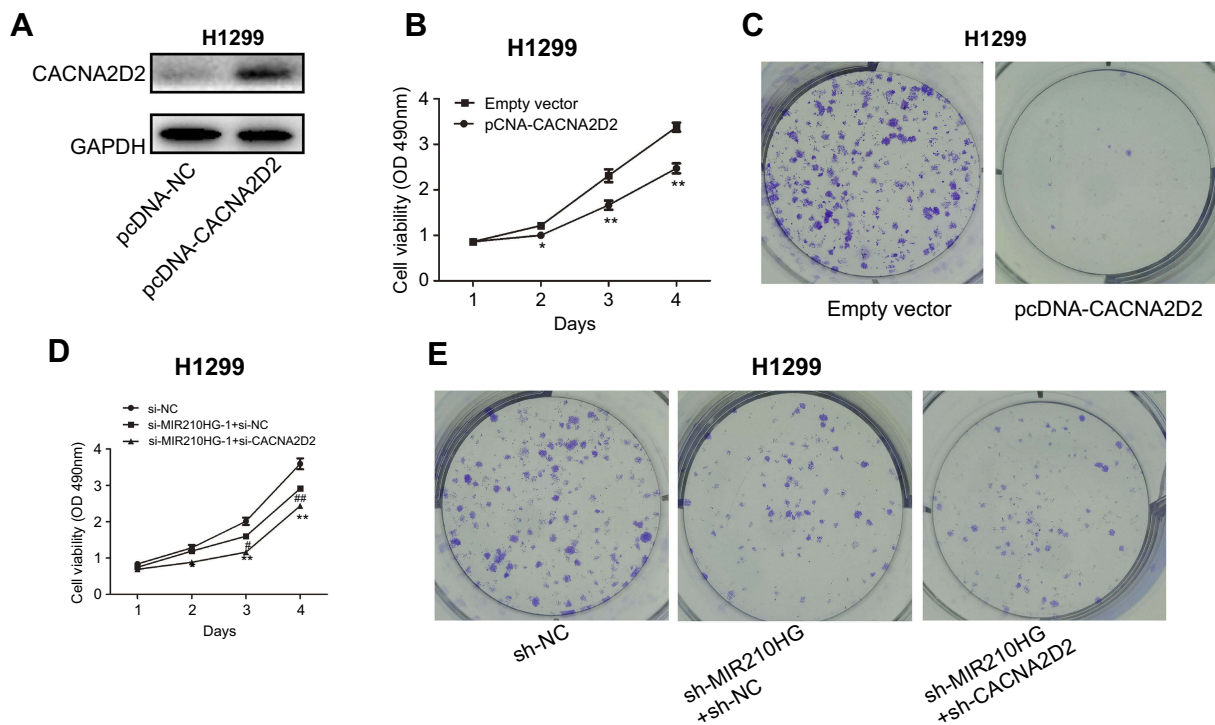 A
H1299
CACNA2D2
GAPDH
pcDNA-NC
pcDNA-CACNA2D2
B
H1299
Cell viability (OD 490nm)
4
3
2
1
0
Empty vector
pCNA-CACNA2D2
*
**
**
1 2 3 4
Days
C
H1299
Empty vector
pcDNA-CACNA2D2
D
H1299
si-NC
si-MIR210HG-1+si-NC
si-MIR210HG-1+si-CACNA2D2
Cell viability (OD 490nm)
4
3
2
1
0
*
#
**
##
**
1 2 3 4
Days
E
H1299
sh-NC
sh-MIR210HG
+sh-NC
sh-MIR210HG
+sh-CACNA2D2